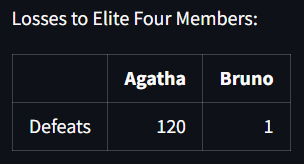 Losses to Elite Four Members:
Agatha Bruno
Defeats 120 1